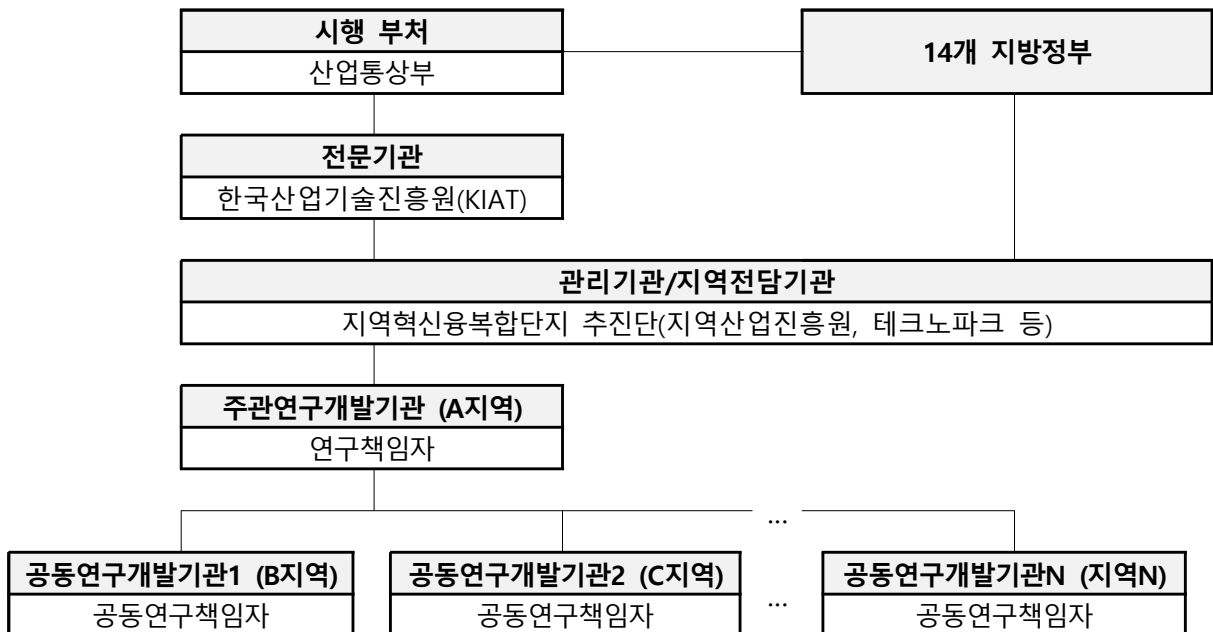 시행 부처
산업통상부
14개 지방정부
전문기관
한국산업기술진흥원(KIAT)
관리기관/지역전담기관
지역혁신융복합단지 추진단(지역산업진흥원, 테크노파크 등)
주관연구개발기관 (A지역)
연구책임자
...
공동연구개발기관1 (B지역)
공동연구책임자
공동연구개발기관2 (C지역)
공동연구책임자
...
공동연구개발기관N (지역N)
공동연구책임자